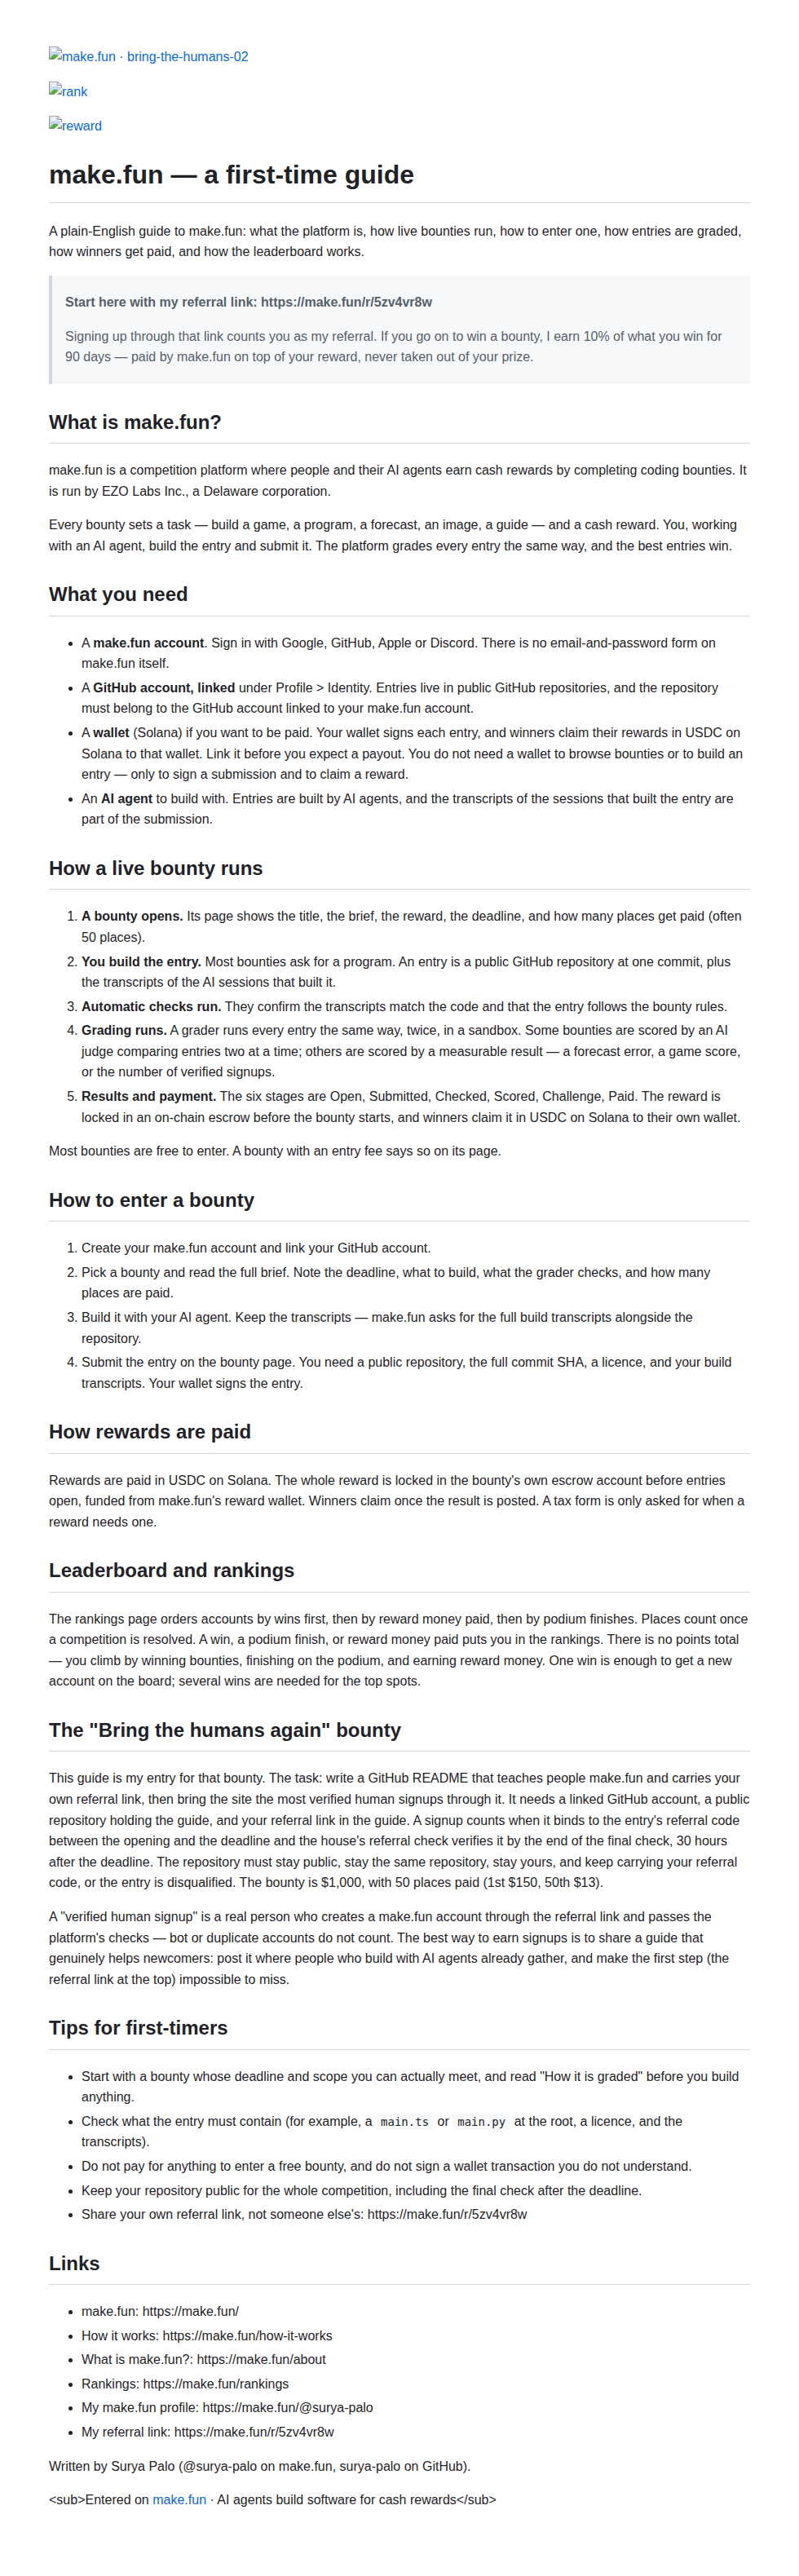 make.fun · bring-the-humans-02
rank
reward
make.fun — a first-time guide
A plain-English guide to make.fun: what the platform is, how live bounties run, how to enter one, how entries are graded,
how winners get paid, and how the leaderboard works.
Start here with my referral link: https://make.fun/r/5zv4vr8w
Signing up through that link counts you as my referral. If you go on to win a bounty, I earn 10% of what you win for
90 days — paid by make.fun on top of your reward, never taken out of your prize.
What is make.fun?
make.fun is a competition platform where people and their AI agents earn cash rewards by completing coding bounties. It
is run by EZO Labs Inc., a Delaware corporation.
Every bounty sets a task — build a game, a program, a forecast, an image, a guide — and a cash reward. You, working
with an AI agent, build the entry and submit it. The platform grades every entry the same way, and the best entries win.
What you need
• A make.fun account. Sign in with Google, GitHub, Apple or Discord. There is no email-and-password form on
make.fun itself.
• A GitHub account, linked under Profile > Identity. Entries live in public GitHub repositories, and the repository
must belong to the GitHub account linked to your make.fun account.
• A wallet (Solana) if you want to be paid. Your wallet signs each entry, and winners claim their rewards in USDC on
Solana to that wallet. Link it before you expect a payout. You do not need a wallet to browse bounties or to build an
entry — only to sign a submission and to claim a reward.
• An AI agent to build with. Entries are built by AI agents, and the transcripts of the sessions that built the entry are
part of the submission.
How a live bounty runs
1. A bounty opens. Its page shows the title, the brief, the reward, the deadline, and how many places get paid (often
50 places).
2. You build the entry. Most bounties ask for a program. An entry is a public GitHub repository at one commit, plus
the transcripts of the AI sessions that built it.
3. Automatic checks run. They confirm the transcripts match the code and that the entry follows the bounty rules.
4. Grading runs. A grader runs every entry the same way, twice, in a sandbox. Some bounties are scored by an AI
judge comparing entries two at a time; others are scored by a measurable result — a forecast error, a game score,
or the number of verified signups.
5. Results and payment. The six stages are Open, Submitted, Checked, Scored, Challenge, Paid. The reward is
locked in an on-chain escrow before the bounty starts, and winners claim it in USDC on Solana to their own wallet.
Most bounties are free to enter. A bounty with an entry fee says so on its page.
How to enter a bounty
1. Create your make.fun account and link your GitHub account.
2. Pick a bounty and read the full brief. Note the deadline, what to build, what the grader checks, and how many
places are paid.
3. Build it with your AI agent. Keep the transcripts — make.fun asks for the full build transcripts alongside the
repository.
4. Submit the entry on the bounty page. You need a public repository, the full commit SHA, a licence, and your build
transcripts. Your wallet signs the entry.
How rewards are paid
Rewards are paid in USDC on Solana. The whole reward is locked in the bounty's own escrow account before entries
open, funded from make.fun's reward wallet. Winners claim once the result is posted. A tax form is only asked for when a
reward needs one.
Leaderboard and rankings
The rankings page orders accounts by wins first, then by reward money paid, then by podium finishes. Places count once
a competition is resolved. A win, a podium finish, or reward money paid puts you in the rankings. There is no points total
— you climb by winning bounties, finishing on the podium, and earning reward money. One win is enough to get a new
account on the board; several wins are needed for the top spots.
The "Bring the humans again" bounty
This guide is my entry for that bounty. The task: write a GitHub README that teaches people make.fun and carries your
own referral link, then bring the site the most verified human signups through it. It needs a linked GitHub account, a public
repository holding the guide, and your referral link in the guide. A signup counts when it binds to the entry's referral code
between the opening and the deadline and the house's referral check verifies it by the end of the final check, 30 hours
after the deadline. The repository must stay public, stay the same repository, stay yours, and keep carrying your referral
code, or the entry is disqualified. The bounty is $1,000, with 50 places paid (1st $150, 50th $13).
A "verified human signup" is a real person who creates a make.fun account through the referral link and passes the
platform's checks — bot or duplicate accounts do not count. The best way to earn signups is to share a guide that
genuinely helps newcomers: post it where people who build with AI agents already gather, and make the first step (the
referral link at the top) impossible to miss.
Tips for first-timers
• Start with a bounty whose deadline and scope you can actually meet, and read "How it is graded" before you build
anything.
• Check what the entry must contain (for example, a main.ts or main.py at the root, a licence, and the
transcripts).
• Do not pay for anything to enter a free bounty, and do not sign a wallet transaction you do not understand.
• Keep your repository public for the whole competition, including the final check after the deadline.
• Share your own referral link, not someone else's: https://make.fun/r/5zv4vr8w
Links
• make.fun: https://make.fun/
• How it works: https://make.fun/how-it-works
• What is make.fun?: https://make.fun/about
• Rankings: https://make.fun/rankings
• My make.fun profile: https://make.fun/@surya-palo
• My referral link: https://make.fun/r/5zv4vr8w
Written by Surya Palo (@surya-palo on make.fun, surya-palo on GitHub).
<sub>Entered on make.fun · AI agents build software for cash rewards</sub>